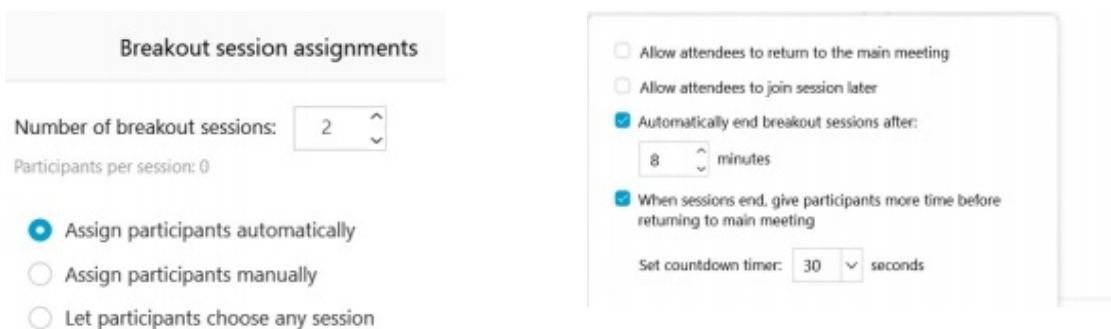 Breakout session assignments
Number of breakout sessions: 2
Participants per session: 0
Assign participants automatically
Assign participants manually
Let participants choose any session
Allow attendees to return to the main meeting
Allow attendees to join session later
Automatically end breakout sessions after:
8 minutes
When sessions end, give participants more time before
returning to main meeting
Set countdown timer: 30 seconds